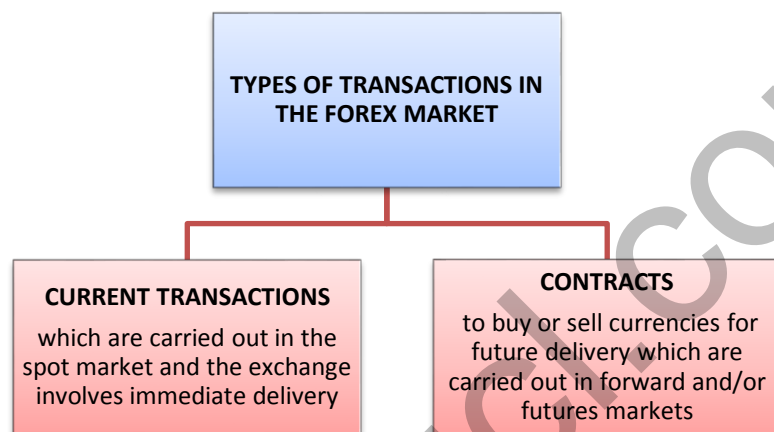 TYPES OF TRANSACTIONS IN
THE FOREX MARKET
CURRENT TRANSACTIONS
which are carried out in the
spot market and the exchange
involves immediate delivery
CONTRACTS
to buy or sell currencies for
future delivery which are
carried out in forward and/or
futures markets